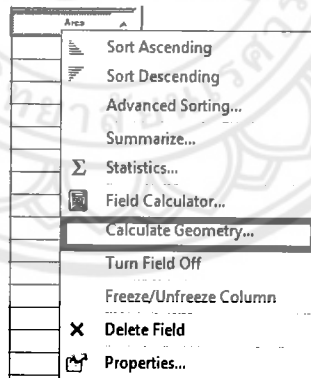 Area
Sort Ascending
Sort Descending
Advanced Sorting...
Summarize...
Σ Statistics...
Field Calculator...
Calculate Geometry...
Turn Field Off
Freeze/Unfreeze Column
Delete Field
Properties...